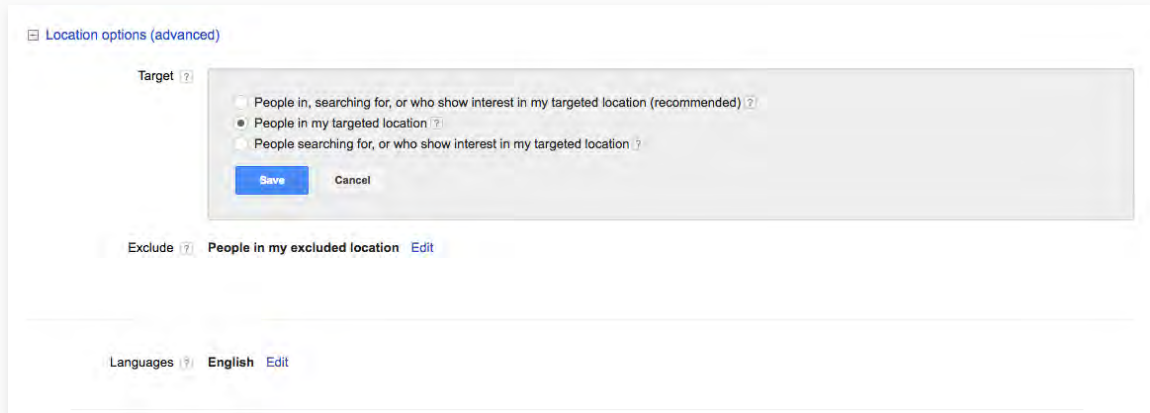 Location options (advanced)
Target ?
People in, searching for, or who show interest in my targeted location (recommended) ?
People in my targeted location ?
People searching for, or who show interest in my targeted location ?
Save Cancel
Exclude ? People in my excluded location Edit
Languages ? English Edit